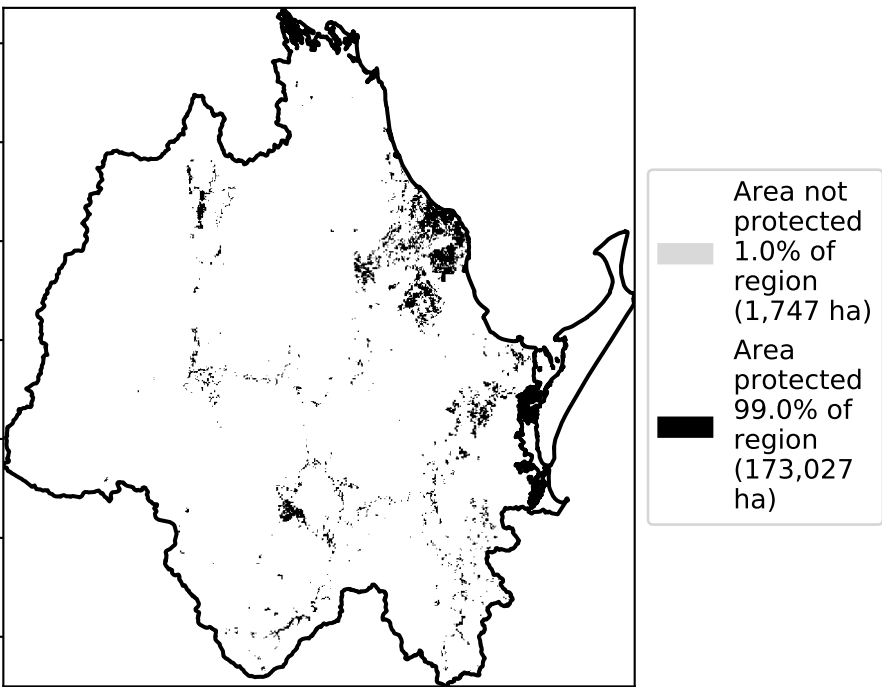 Area not
protected
1.0% of
region
(1,747 ha)
Area
protected
99.0% of
region
(173,027
ha)